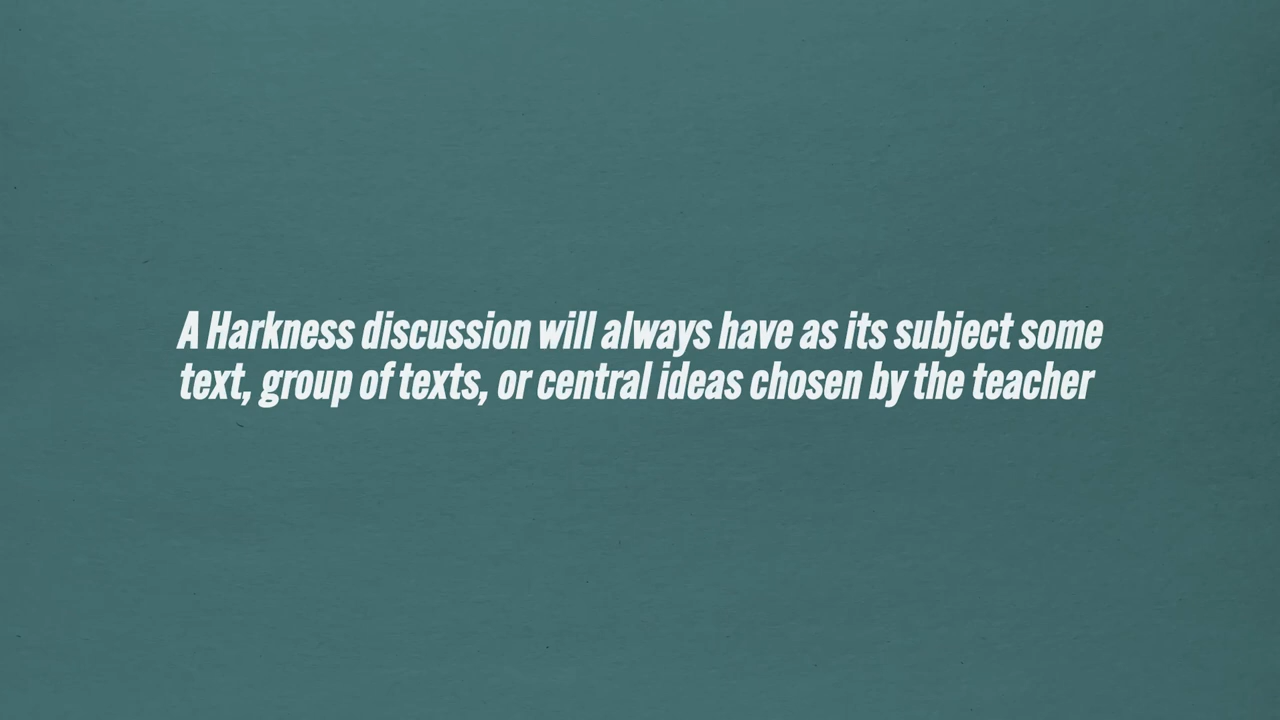 A Harkness discussion will always have as its subject some
text, group of texts, or central ideas chosen by the teacher